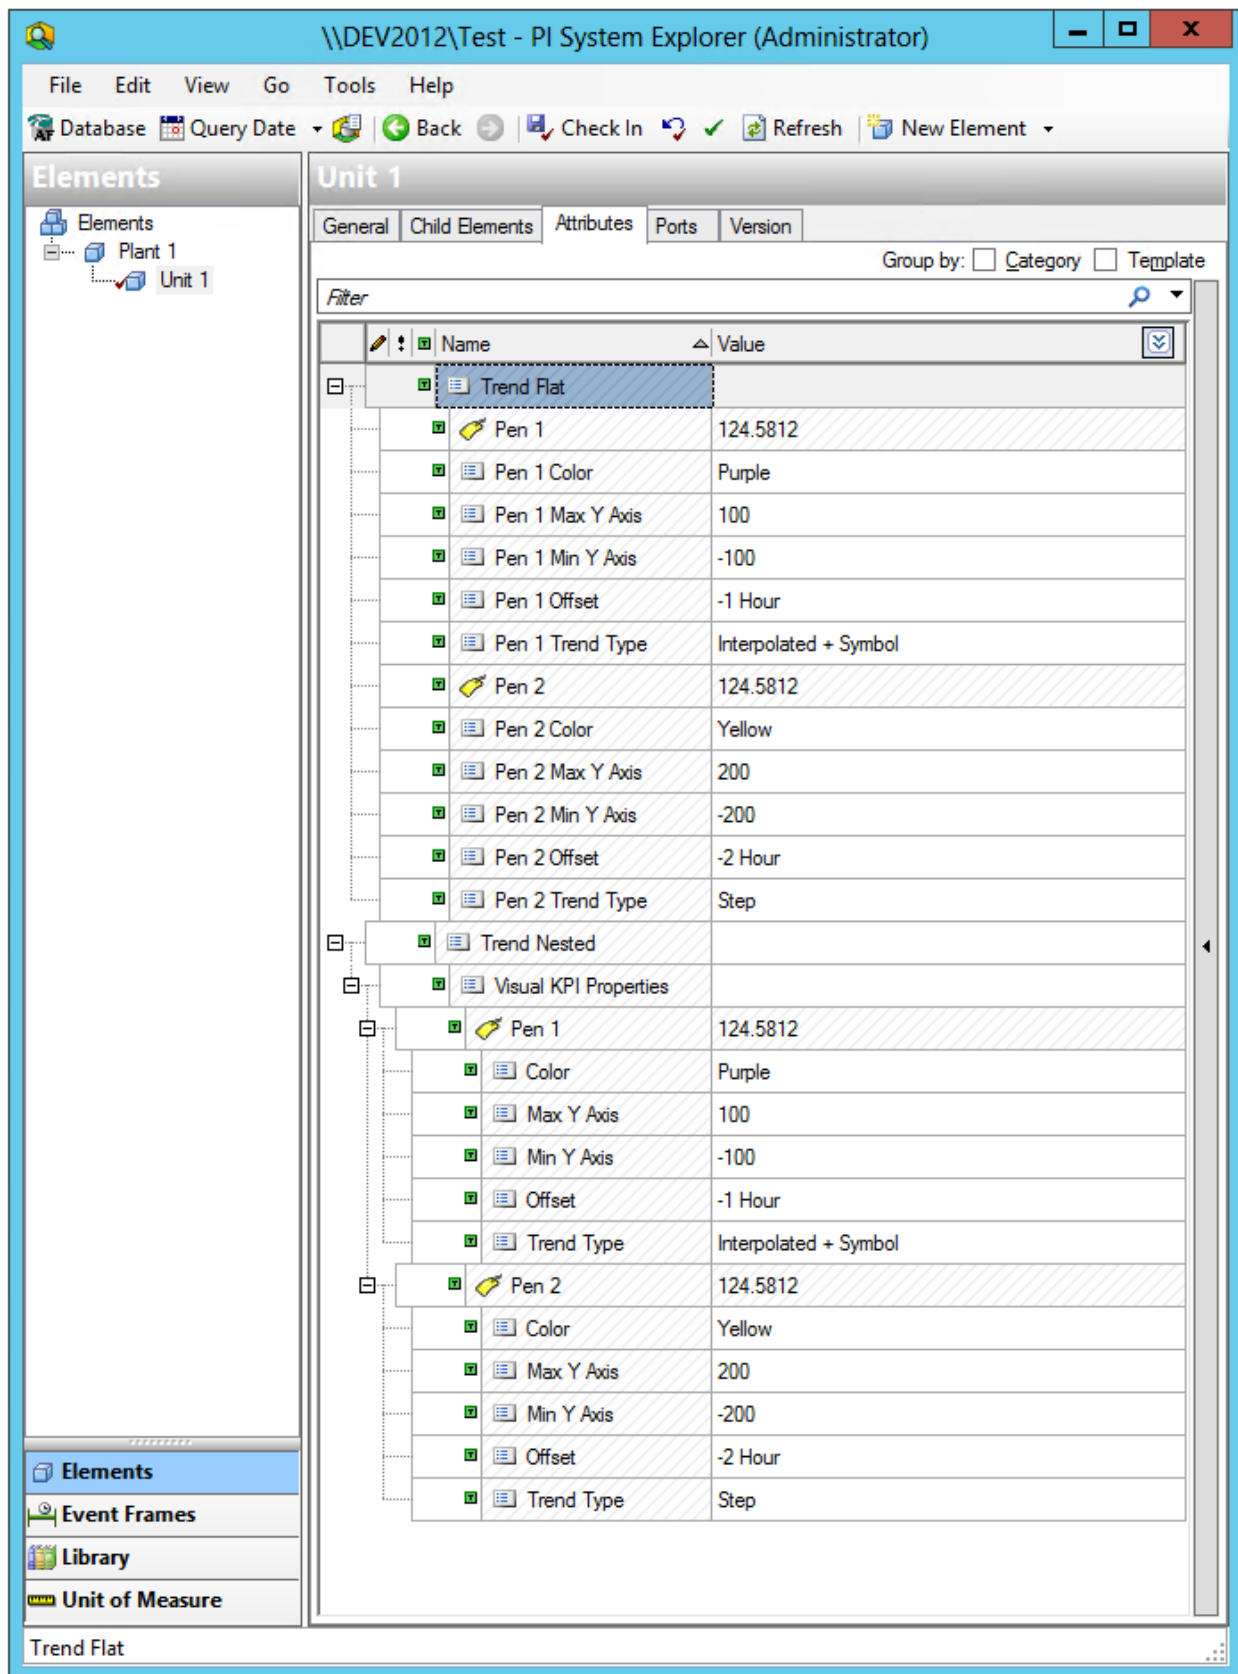 \\DEV2012\Test - PI System Explorer (Administrator)
File Edit View Go Tools Help
Database Query Date Back Check In Refresh New Element
Elements
Unit 1
Elements
Plant 1
Unit 1
General Child Elements Attributes Ports Version
Group by: Category Template
Filter
Name Value
Trend Flat
Pen 1 124.5812
Pen 1 Color Purple
Pen 1 Max Y Axis 100
Pen 1 Min Y Axis -100
Pen 1 Offset -1 Hour
Pen 1 Trend Type Interpolated + Symbol
Pen 2 124.5812
Pen 2 Color Yellow
Pen 2 Max Y Axis 200
Pen 2 Min Y Axis -200
Pen 2 Offset -2 Hour
Pen 2 Trend Type Step
Trend Nested
Visual KPI Properties
Pen 1 124.5812
Color Purple
Max Y Axis 100
Min Y Axis -100
Offset -1 Hour
Trend Type Interpolated + Symbol
Pen 2 124.5812
Color Yellow
Max Y Axis 200
Min Y Axis -200
Offset -2 Hour
Trend Type Step
Elements
Event Frames
Library
Unit of Measure
Trend Flat